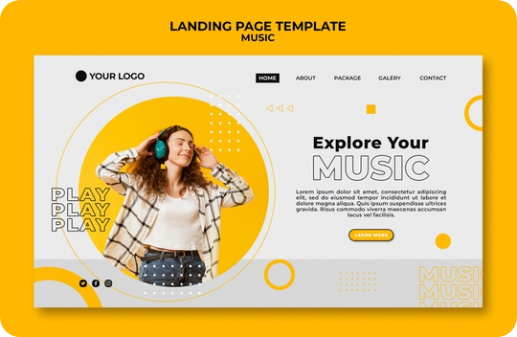 LANDING PAGE TEMPLATE
MUSIC
YOUR LOGO
HOME ABOUT PACKAGE GALERY CONTACT
Explore Your
MUSIC
Lorem ipsum dolor sit amet, consectetur adipiscing
elit, sed do eiusmod tempor incididunt ut labore et
dolore magna aliqua. Quis ipsum suspendisse ultrices
gravida. Risus commodo viverra maecenas accumsan
lacus vel facilisis.
LEARN MORE
PLAY
PLAY
PLAY
MUSIC
MUSIC
MUSIC